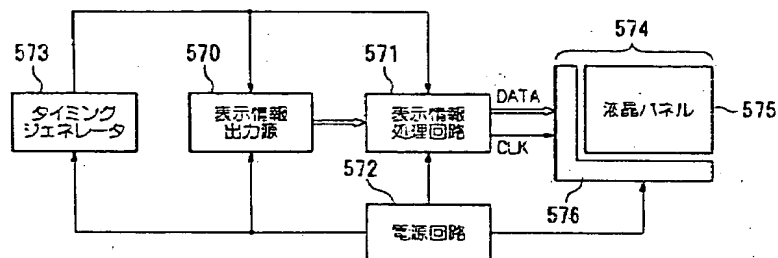 573
570
571
574
タイミング
ジェネレータ
表示情報
出力源
表示情報
処理回路
DATA
CLK
液晶パネル
575
572
576
電源回路